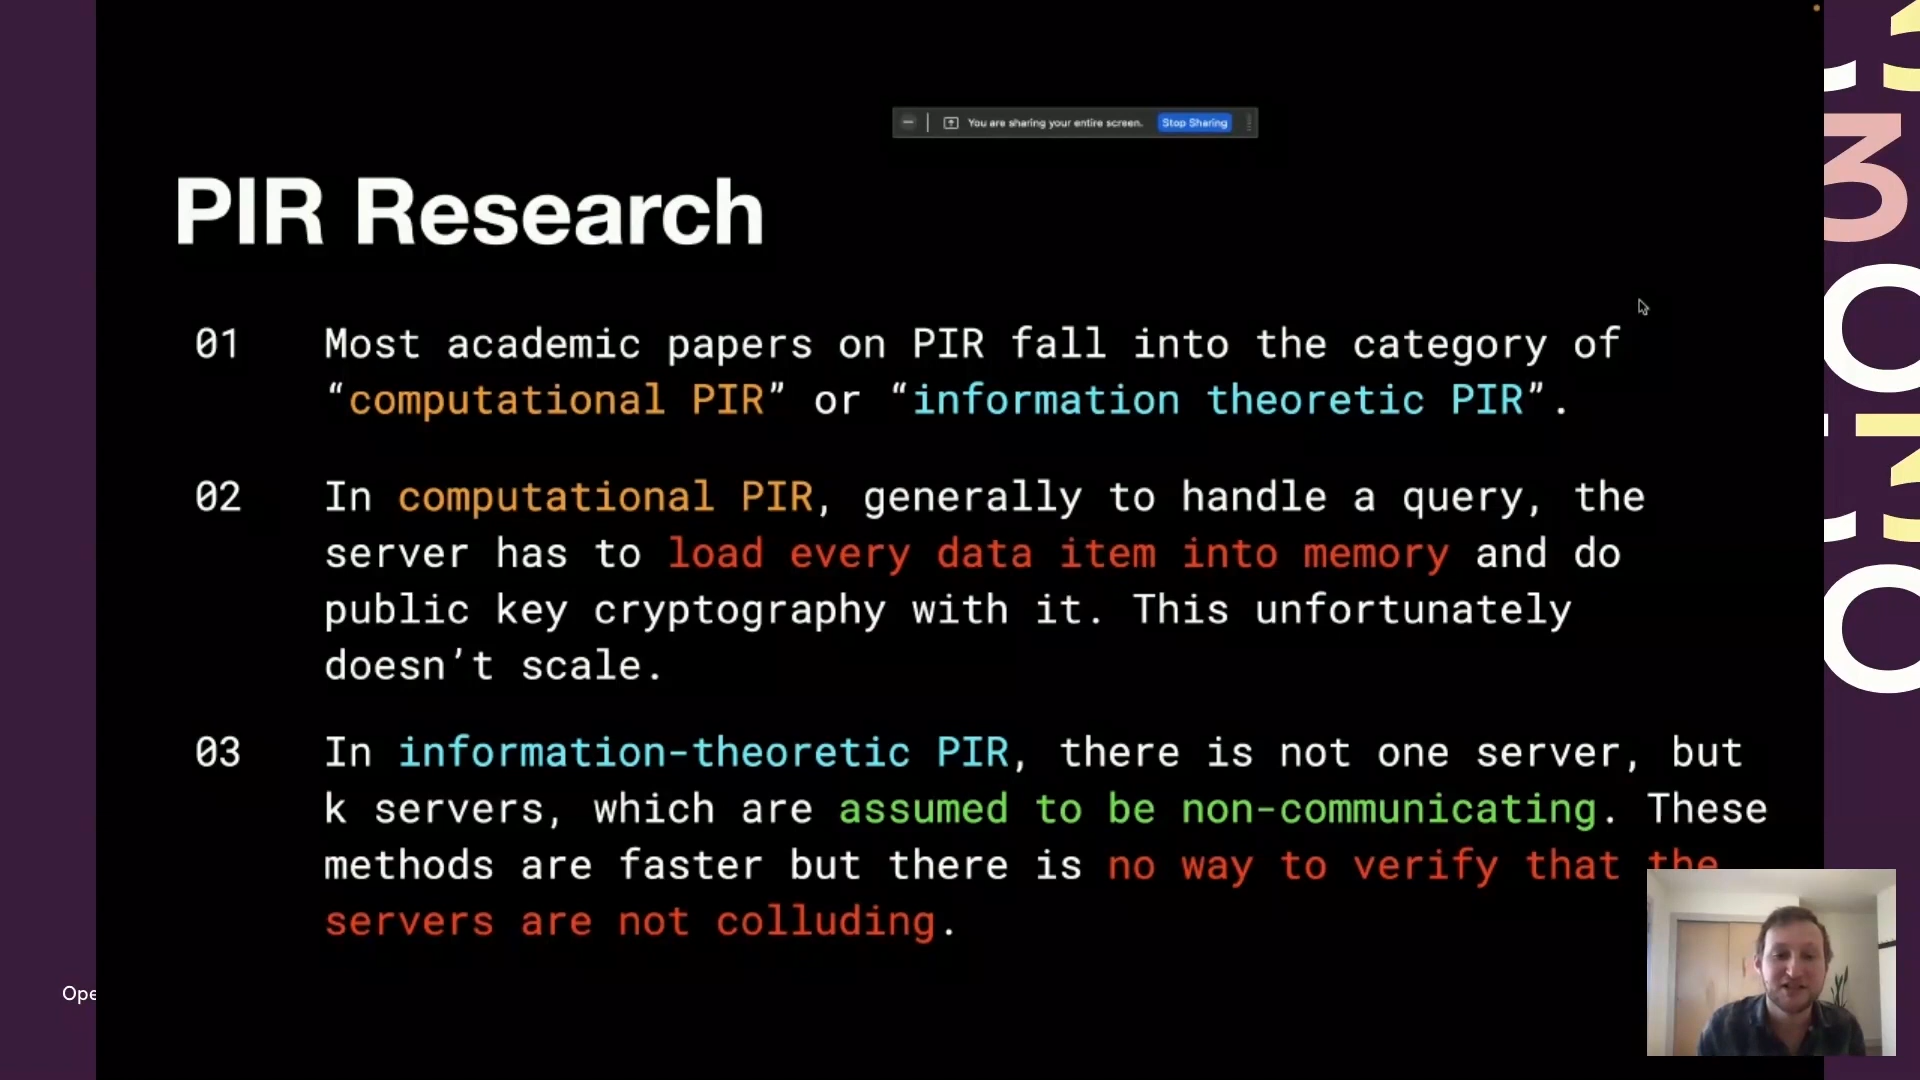 You are sharing your entire screen. Stop Sharing
PIR Research
01 Most academic papers on PIR fall into the category of
“computational PIR” or “information theoretic PIR”.
02 In computational PIR, generally to handle a query, the
server has to load every data item into memory and do
public key cryptography with it. This unfortunately
doesn’t scale.
03 In information-theoretic PIR, there is not one server, but
k servers, which are assumed to be non-communicating. These
methods are faster but there is no way to verify that the
servers are not colluding.
Ope